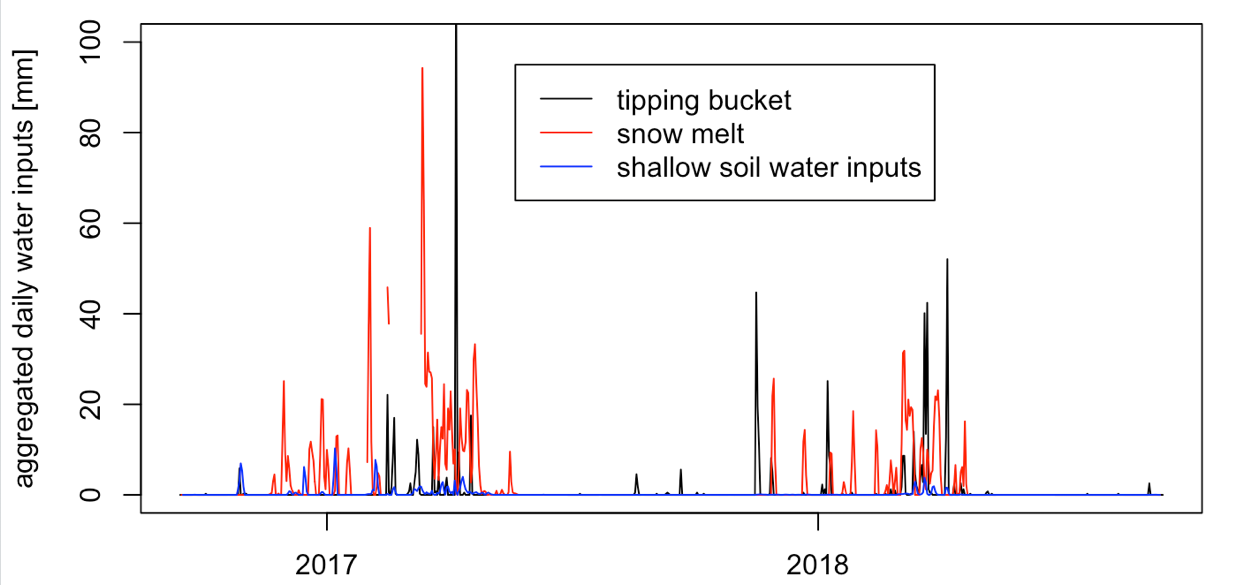 aggregated daily water inputs [mm]
100
80
60
40
20
0
tipping bucket
snow melt
shallow soil water inputs
2017
2018